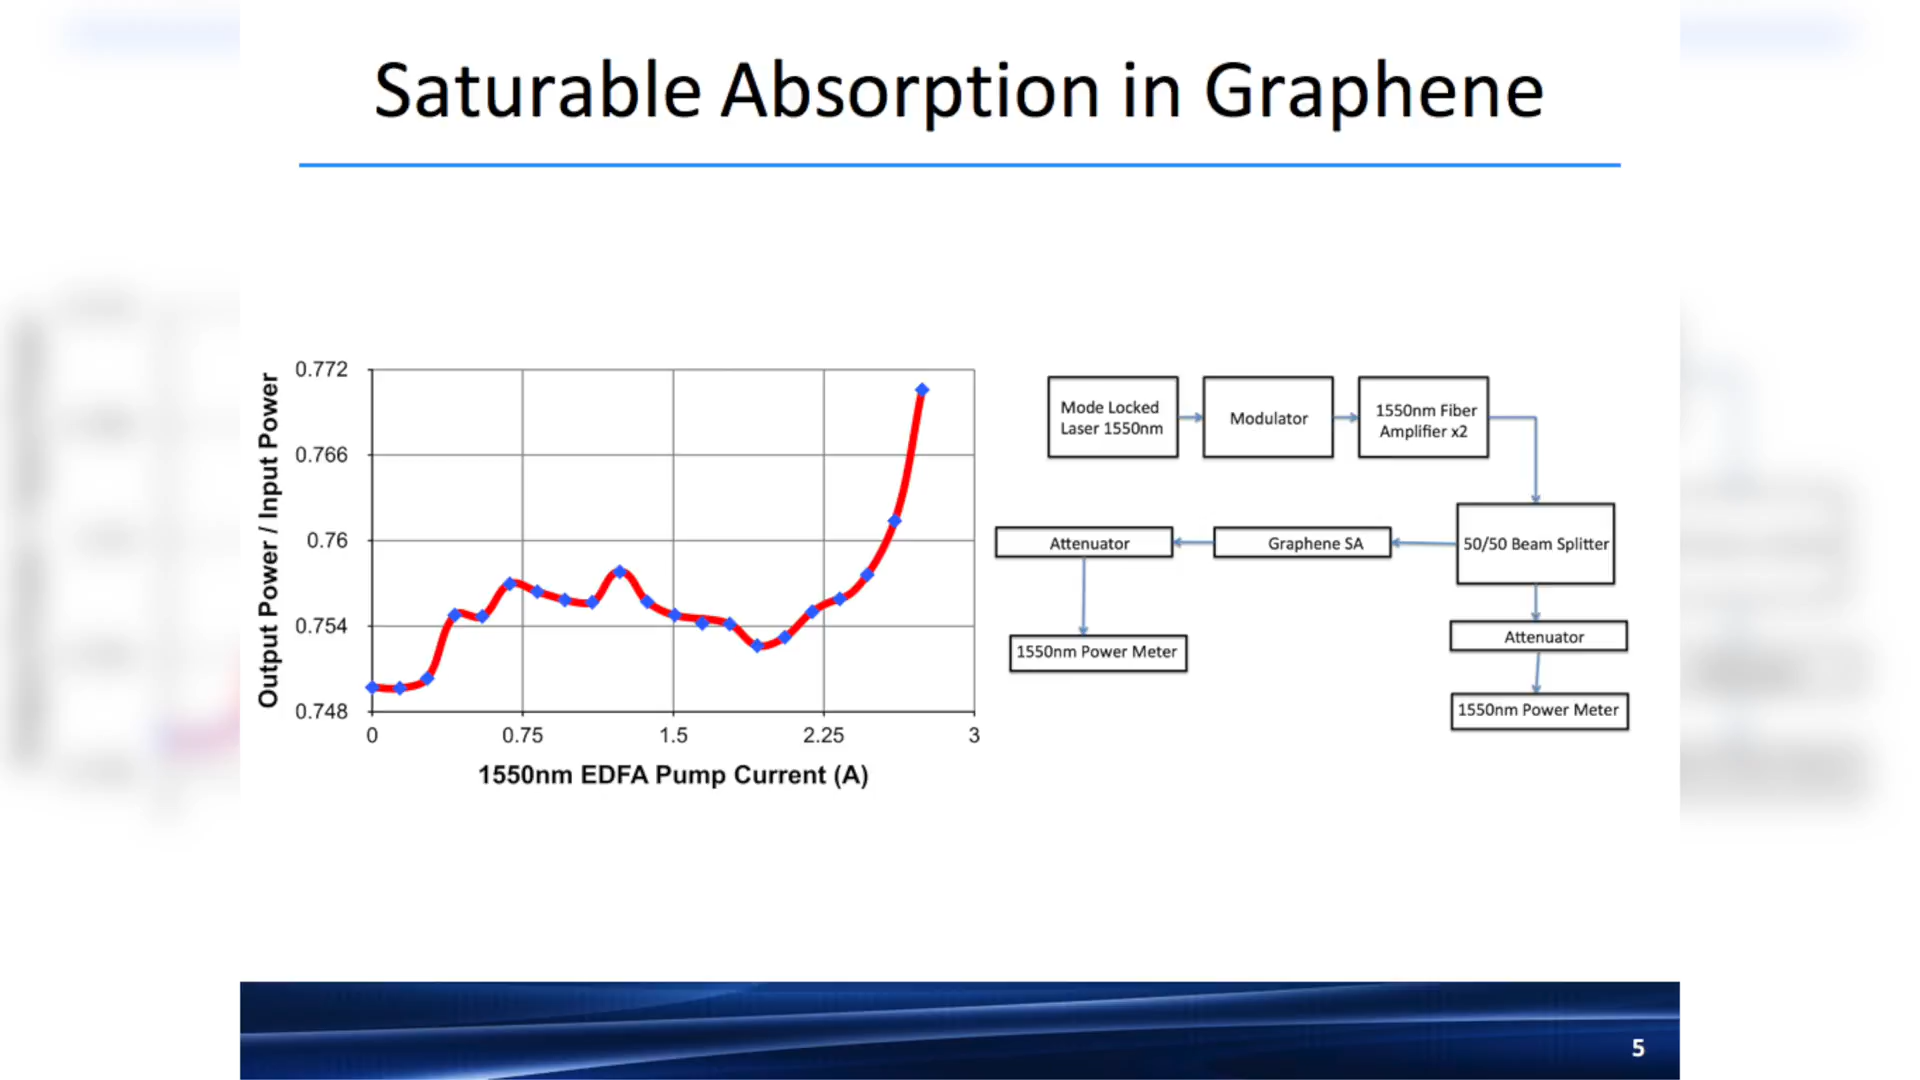 Saturable Absorption in Graphene
Output Power / Input Power
0.772
0.766
0.76
0.754
0.748
0
0.75
1.5
2.25
3
1550nm EDFA Pump Current (A)
Mode Locked
Laser 1550nm
Modulator
1550nm Fiber
Amplifier x2
50/50 Beam Splitter
Graphene SA
Attenuator
1550nm Power Meter
Attenuator
1550nm Power Meter
5